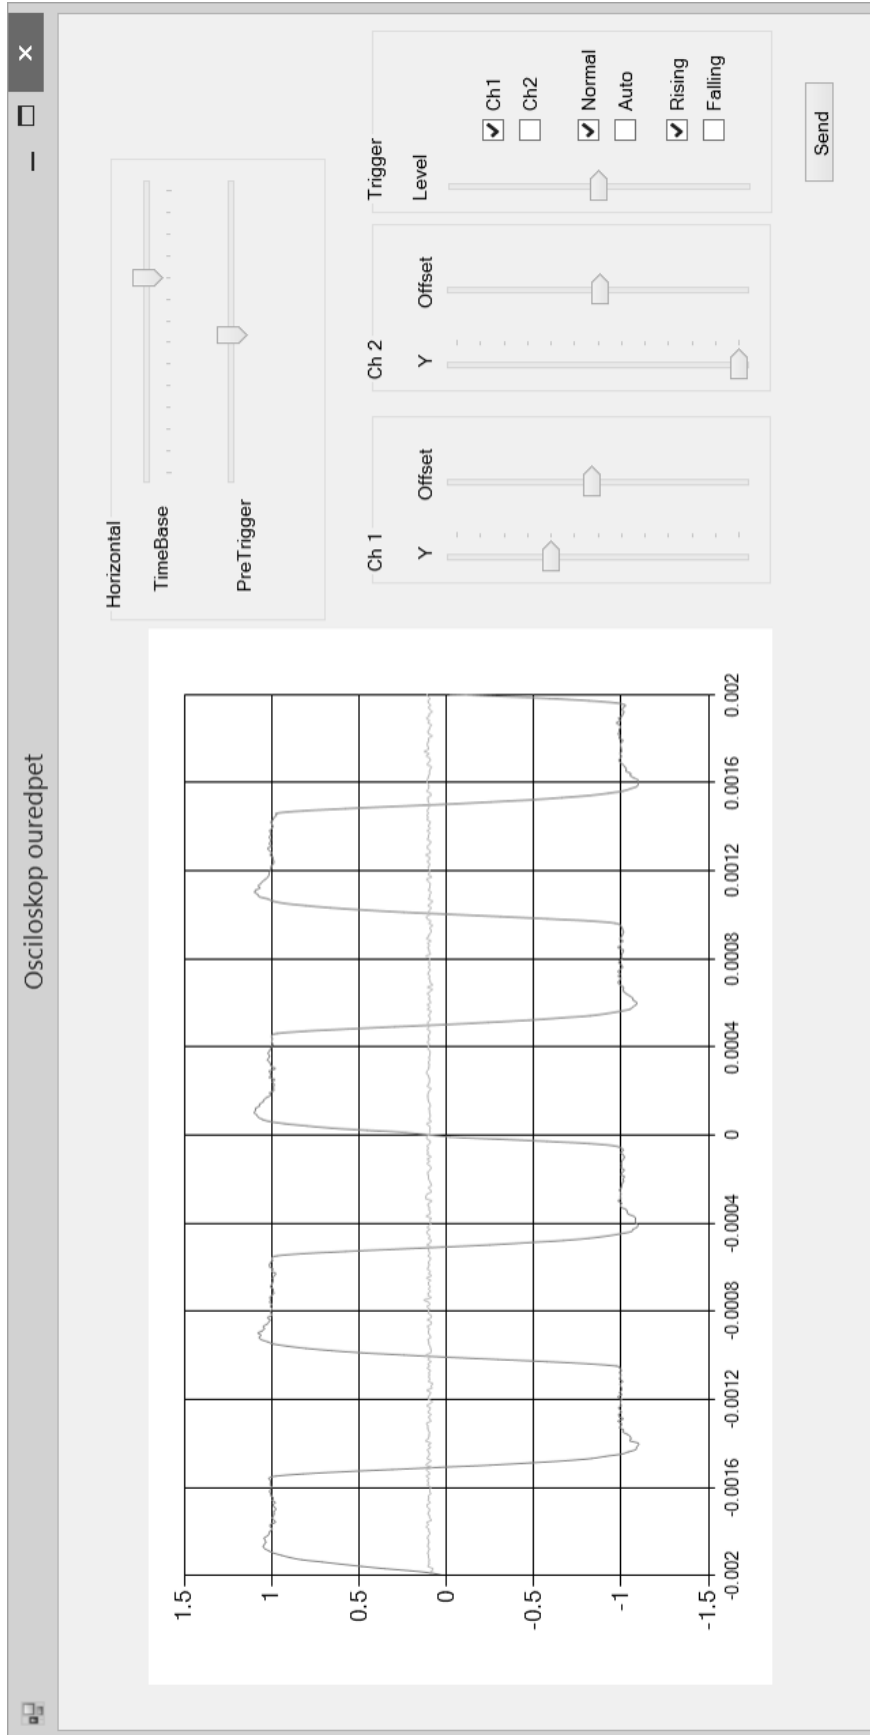 Osciloskop ouredpet
1.5
1
0.5
0
-0.5
-1
-1.5
-0.002
-0.0016
-0.0012
-0.0008
-0.0004
0
0.0004
0.0008
0.0012
0.0016
0.002
Horizontal
TimeBase
PreTrigger
Ch 1
Y Offset
Ch 2
Y Offset
Trigger
Level
Ch1
Ch2
Normal
Auto
Rising
Falling
Send